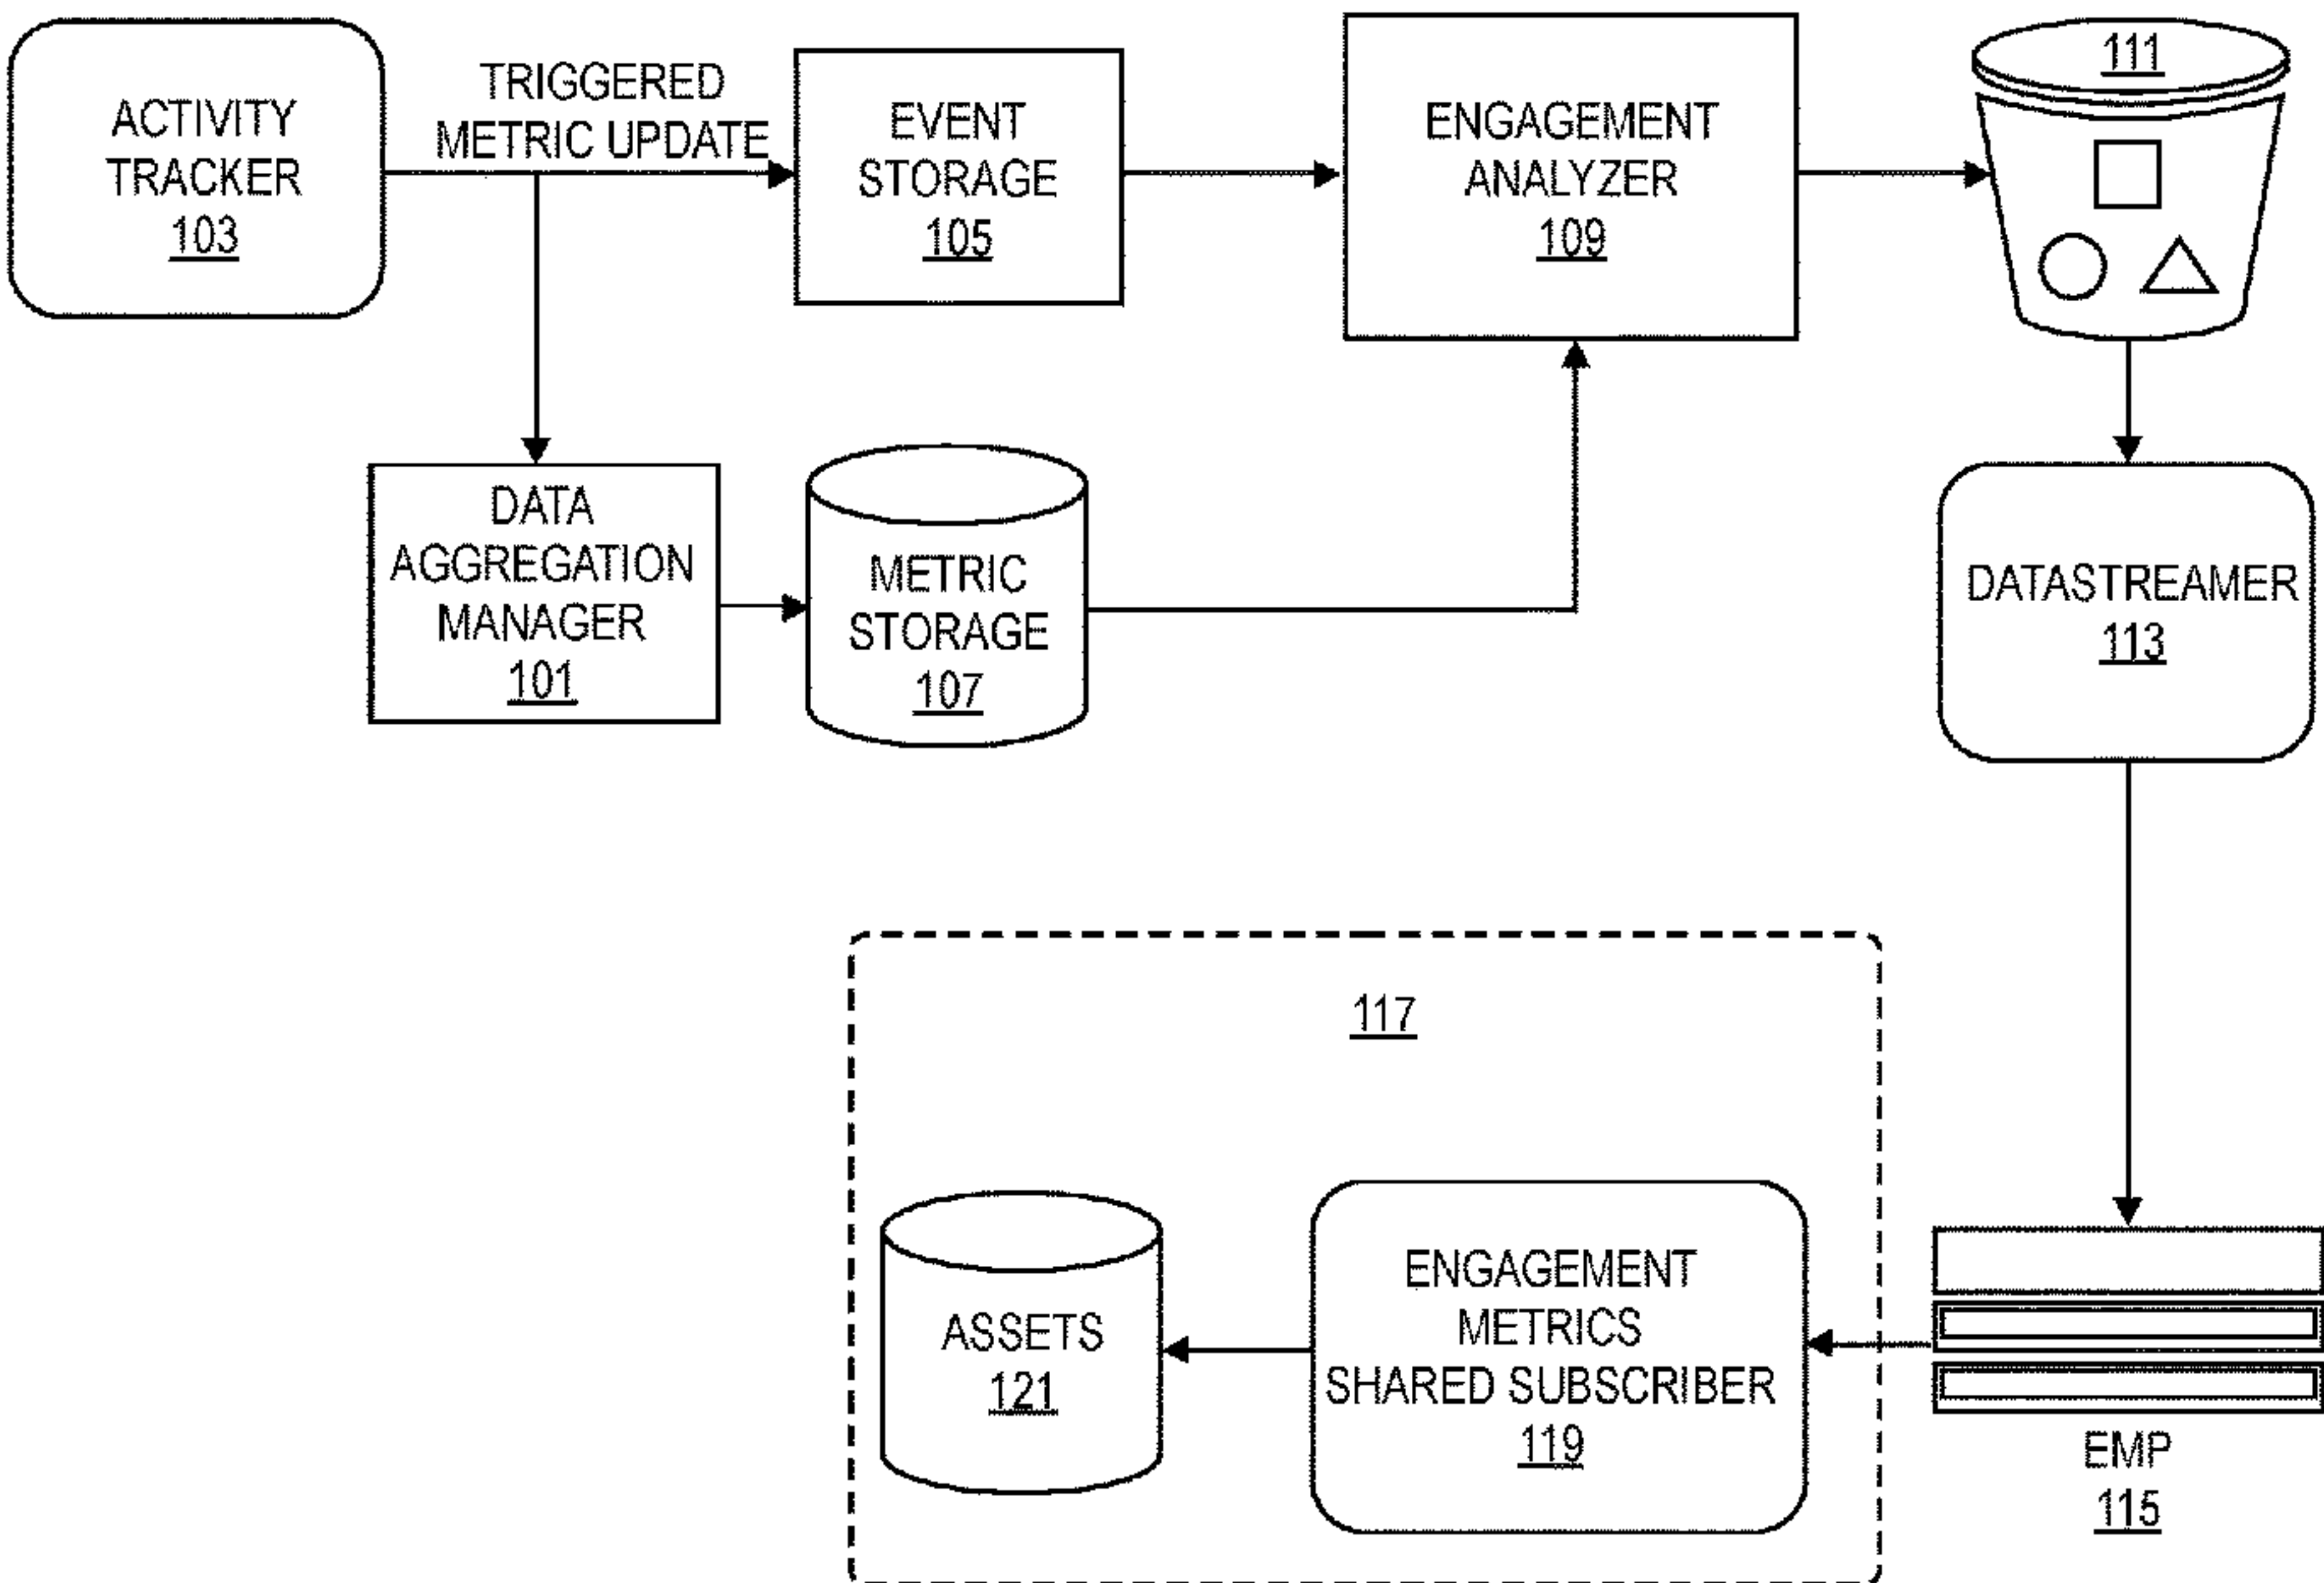 ACTIVITY
TRACKER
103
TRIGGERED
METRIC UPDATE
EVENT
STORAGE
105
ENGAGEMENT
ANALYZER
109
111
DATA
AGGREGATION
MANAGER
101
METRIC
STORAGE
107
DATASTREAMER
113
117
ASSETS
121
ENGAGEMENT
METRICS
SHARED SUBSCRIBER
119
EMP
115